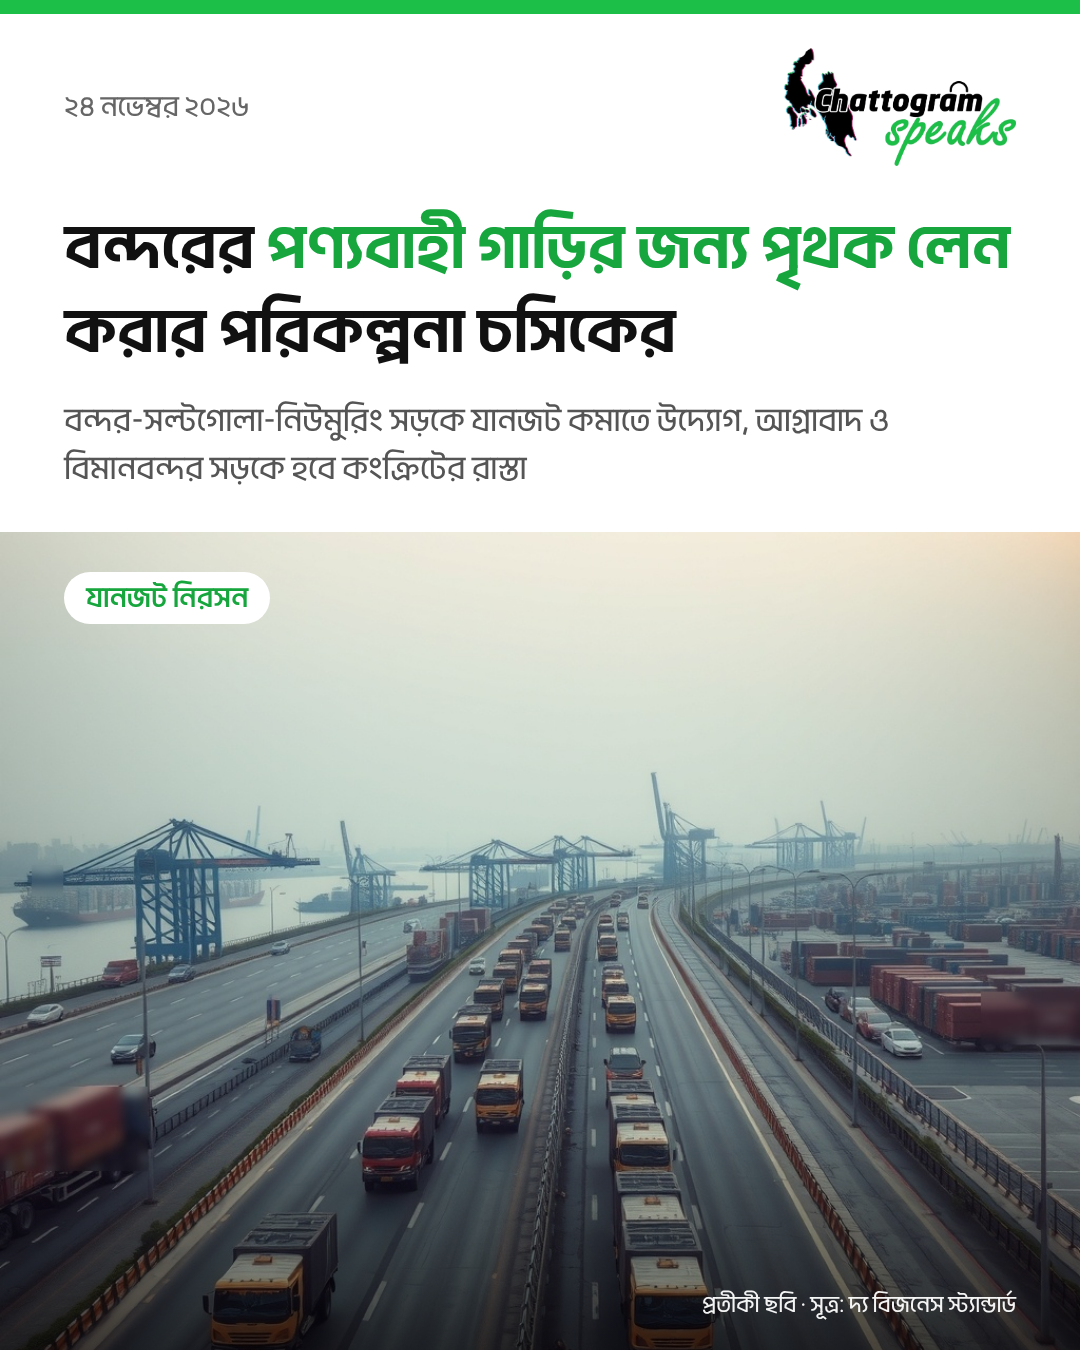 ২৪ নভেম্বর ২০২৬
Chattogram
speaks
বন্দরের পণ্যবাহী গাড়ির জন্য পৃথক লেন
করার পরিকল্পনা চসিকের
বন্দর-সল্টগোলা-নিউমুরিং সড়কে যানজট কমাতে উদ্যোগ, আগ্রাবাদ ও
বিমানবন্দর সড়কে হবে কংক্রিটের রাস্তা
যানজট নিরসন
প্রতীকী ছবি · সূত্র: দ্য বিজনেস স্ট্যান্ডার্ড